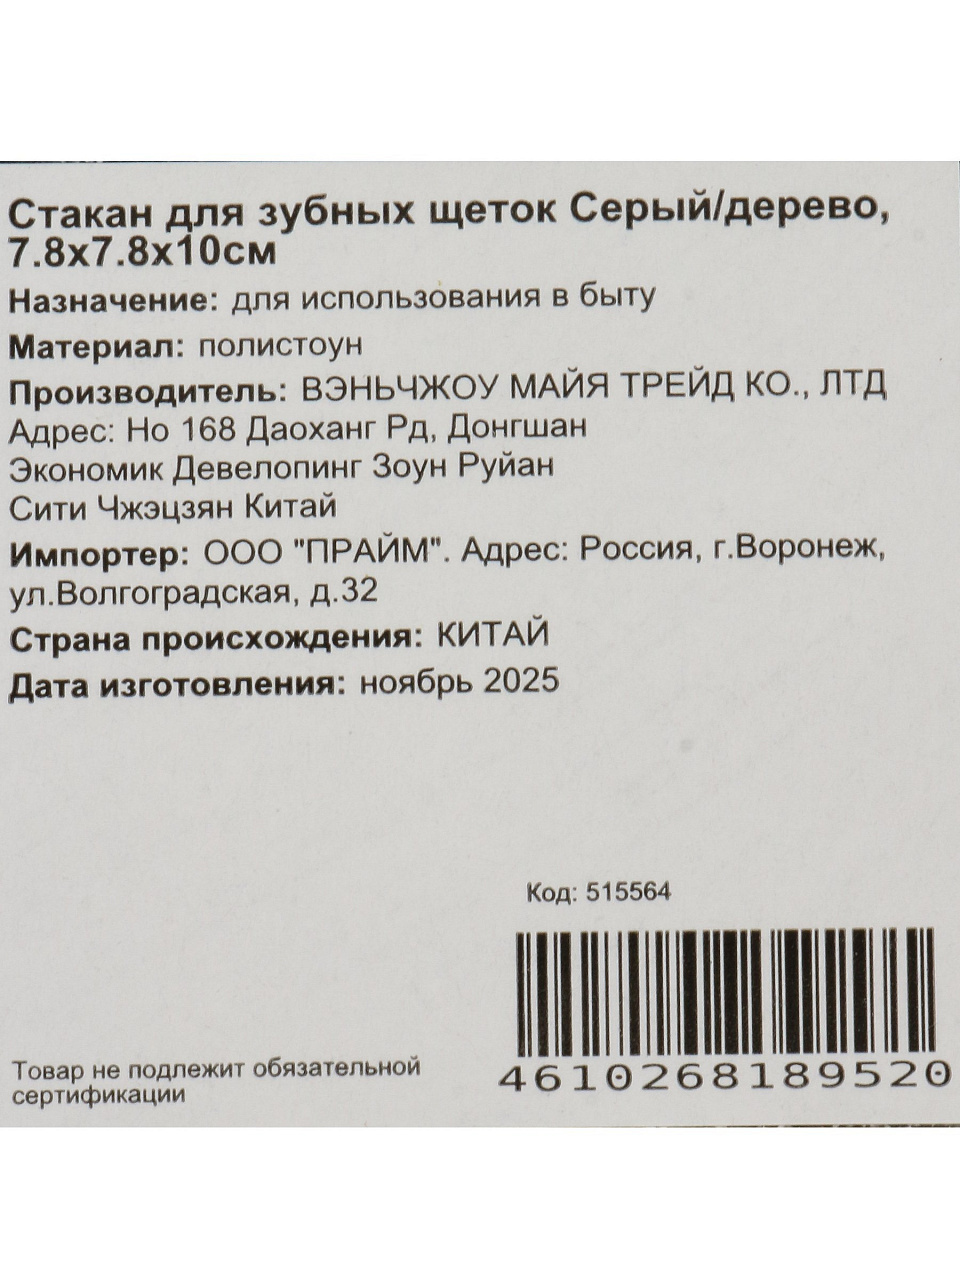 Стакан для зубных щеток Серый/дерево,
7.8х7.8х10см
Назначение: для использования в быту
Материал: полистоун
Производитель: ВЭНЬЧЖОУ МАЙЯ ТРЕЙД КО., ЛТД
Адрес: Но 168 Даоханг Рд, Донгшан
Экономик Девелопинг Зоун Руйан
Сити Чжэцзян Китай
Импортер: ООО "ПРАЙМ". Адрес: Россия, г.Воронеж,
ул.Волгоградская, д.32
Страна происхождения: КИТАЙ
Дата изготовления: ноябрь 2025
Код: 515564
4610268189520
Товар не подлежит обязательной
сертификации